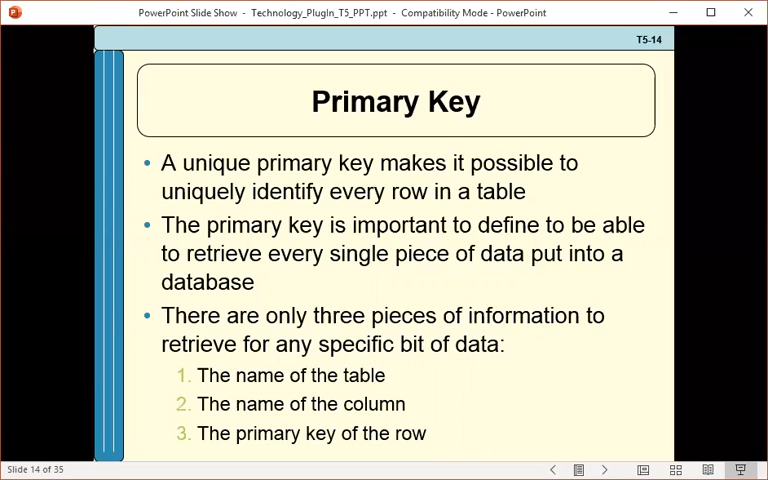 PowerPoint Slide Show - Technology_PlugIn_T5_PPT.ppt - Compatibility Mode - PowerPoint
T5-14
Primary Key
• A unique primary key makes it possible to
uniquely identify every row in a table
• The primary key is important to define to be able
to retrieve every single piece of data put into a
database
• There are only three pieces of information to
retrieve for any specific bit of data:
1. The name of the table
2. The name of the column
3. The primary key of the row
Slide 14 of 35